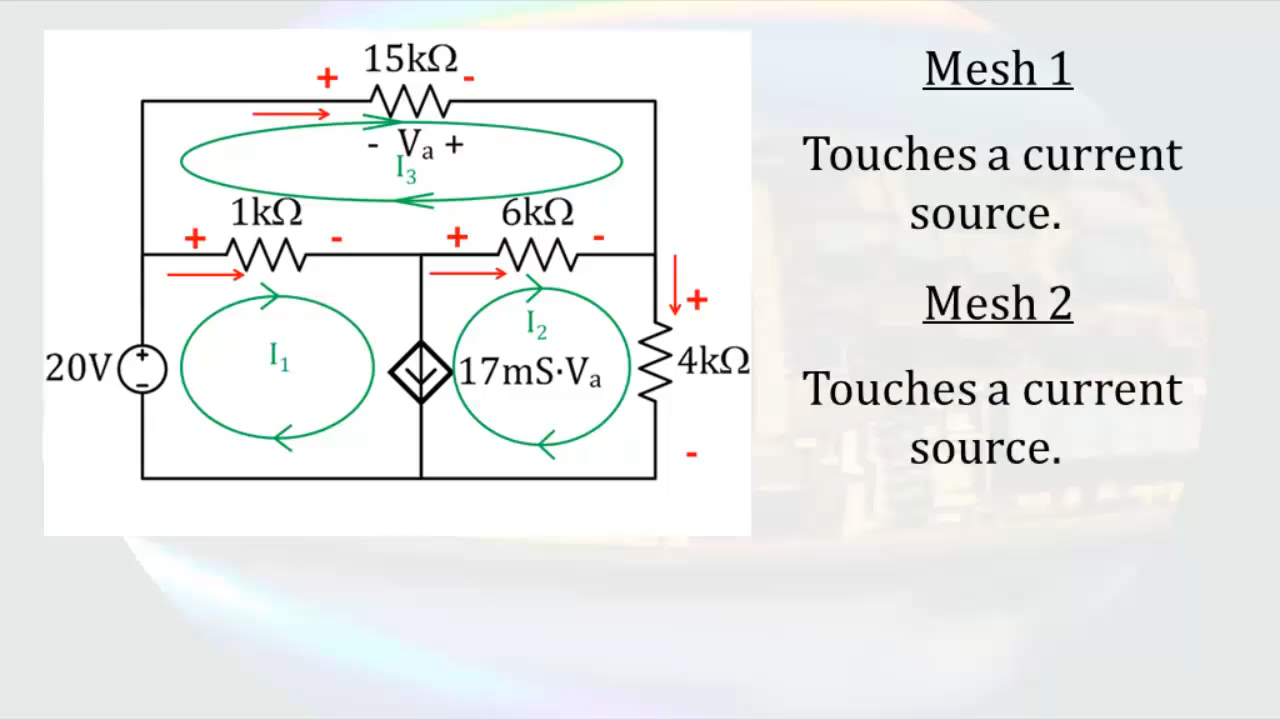 15kΩ
+ -
- Vₐ +
I₃
1kΩ 6kΩ
+ - + -
+
I₁ I₂
20V + - 17mS·Vₐ 4kΩ
-
Mesh 1
Touches a current
source.
Mesh 2
Touches a current
source.